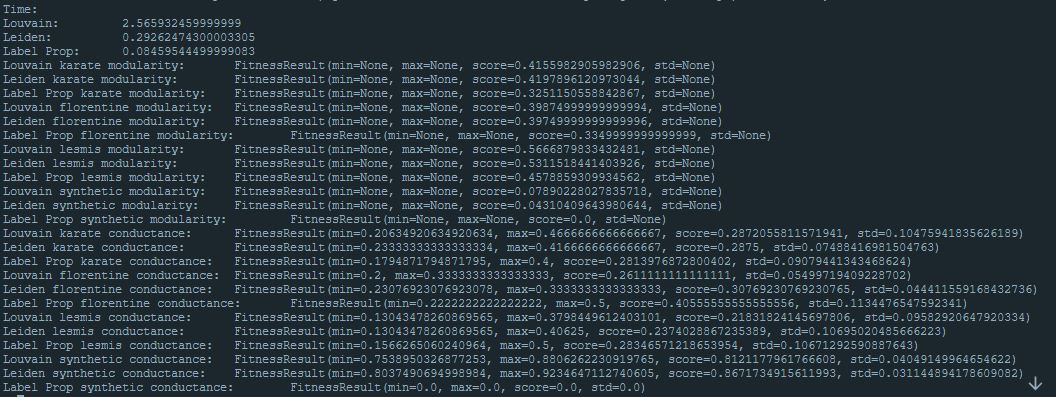 Time:
Louvain: 2.565932459999999
Leiden: 0.29262474300003305
Label Prop: 0.08459544499999083
Louvain karate modularity: FitnessResult(min=None, max=None, score=0.4155982905982906, std=None)
Leiden karate modularity: FitnessResult(min=None, max=None, score=0.4197896120973044, std=None)
Label Prop karate modularity: FitnessResult(min=None, max=None, score=0.3251150558842867, std=None)
Louvain florentine modularity: FitnessResult(min=None, max=None, score=0.39874999999999994, std=None)
Leiden florentine modularity: FitnessResult(min=None, max=None, score=0.39749999999999996, std=None)
Label Prop florentine modularity: FitnessResult(min=None, max=None, score=0.3349999999999999, std=None)
Louvain lesmis modularity: FitnessResult(min=None, max=None, score=0.5666879833432481, std=None)
Leiden lesmis modularity: FitnessResult(min=None, max=None, score=0.5311518441403926, std=None)
Label Prop lesmis modularity: FitnessResult(min=None, max=None, score=0.4578859309934562, std=None)
Louvain synthetic modularity: FitnessResult(min=None, max=None, score=0.07890228027835718, std=None)
Leiden synthetic modularity: FitnessResult(min=None, max=None, score=0.04310409643980644, std=None)
Label Prop synthetic modularity: FitnessResult(min=None, max=None, score=0.0, std=None)
Louvain karate conductance: FitnessResult(min=0.20634920634920634, max=0.4666666666666667, score=0.2872055811571941, std=0.10475941835626189)
Leiden karate conductance: FitnessResult(min=0.23333333333333334, max=0.4166666666666667, score=0.2875, std=0.07488416981504763)
Label Prop karate conductance: FitnessResult(min=0.1794871794871795, max=0.4, score=0.2813976872800402, std=0.09079441343468624)
Louvain florentine conductance: FitnessResult(min=0.2, max=0.3333333333333333, score=0.2611111111111111, std=0.05499719409228702)
Leiden florentine conductance: FitnessResult(min=0.23076923076923078, max=0.3333333333333333, score=0.30769230769230765, std=0.044411559168432736)
Label Prop florentine conductance: FitnessResult(min=0.2222222222222222, max=0.5, score=0.40555555555555556, std=0.1134476547592341)
Louvain lesmis conductance: FitnessResult(min=0.13043478260869565, max=0.3798449612403101, score=0.21831824145697806, std=0.09582920647920334)
Leiden lesmis conductance: FitnessResult(min=0.13043478260869565, max=0.40625, score=0.2374028867235389, std=0.10695020485666223)
Label Prop lesmis conductance: FitnessResult(min=0.1566265060240964, max=0.5, score=0.28346571218653954, std=0.10671292590887643)
Louvain synthetic conductance: FitnessResult(min=0.7538950326877253, max=0.8806262230919765, score=0.8121177961766608, std=0.04049149964654622)
Leiden synthetic conductance: FitnessResult(min=0.8037490694998984, max=0.9234647112740605, score=0.8671734915611993, std=0.031144894178609082)
Label Prop synthetic conductance: FitnessResult(min=0.0, max=0.0, score=0.0, std=0.0)